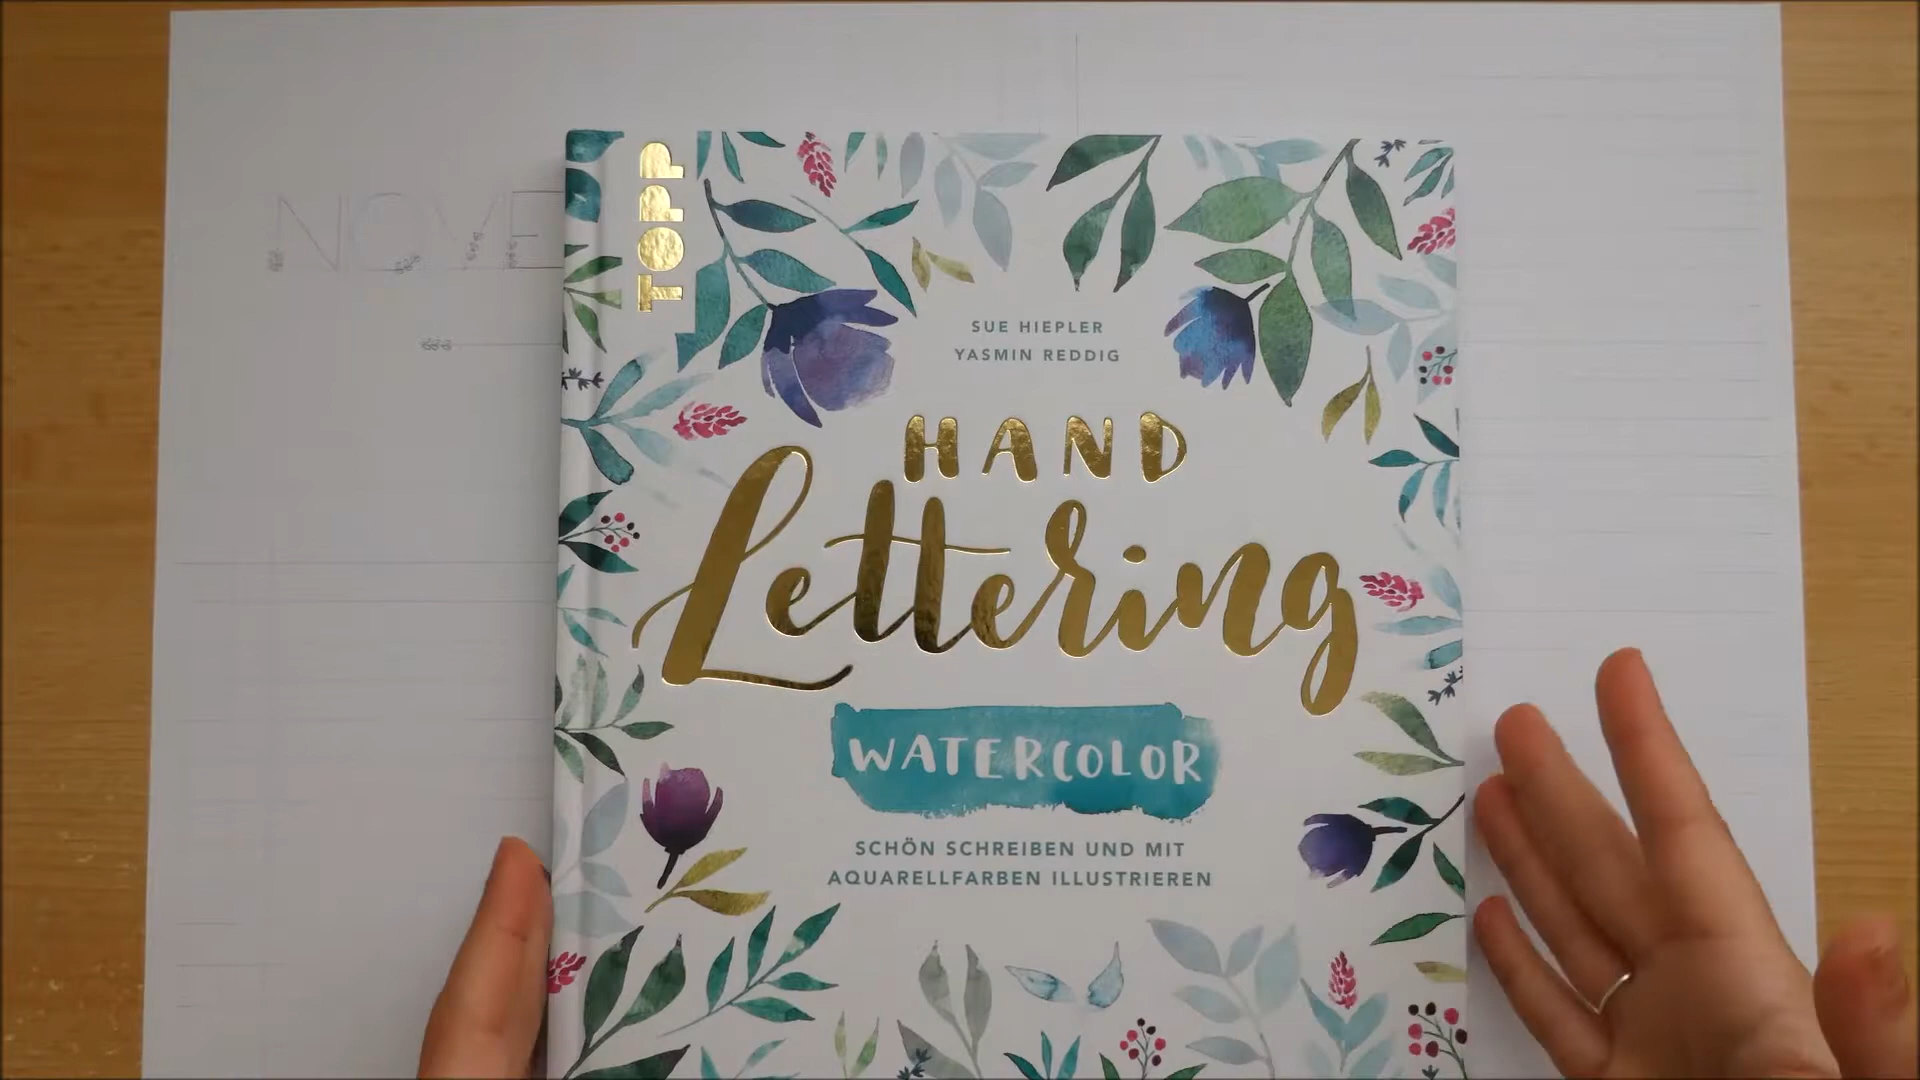 NOVE
TOPP
SUE HIEPLER
YASMIN REDDIG
HAND
Lettering
WATERCOLOR
SCHÖN SCHREIBEN UND MIT
AQUARELLFARBEN ILLUSTRIEREN